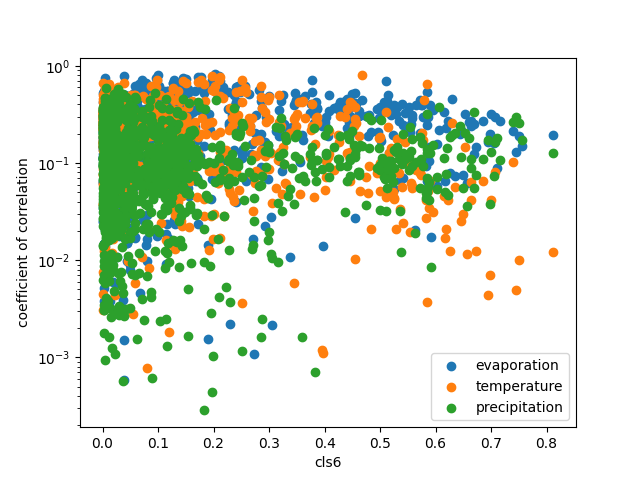 10⁰
10⁻¹
10⁻²
10⁻³
coefficient of correlation
evaporation
temperature
precipitation
0.0 0.1 0.2 0.3 0.4 0.5 0.6 0.7 0.8
cls6